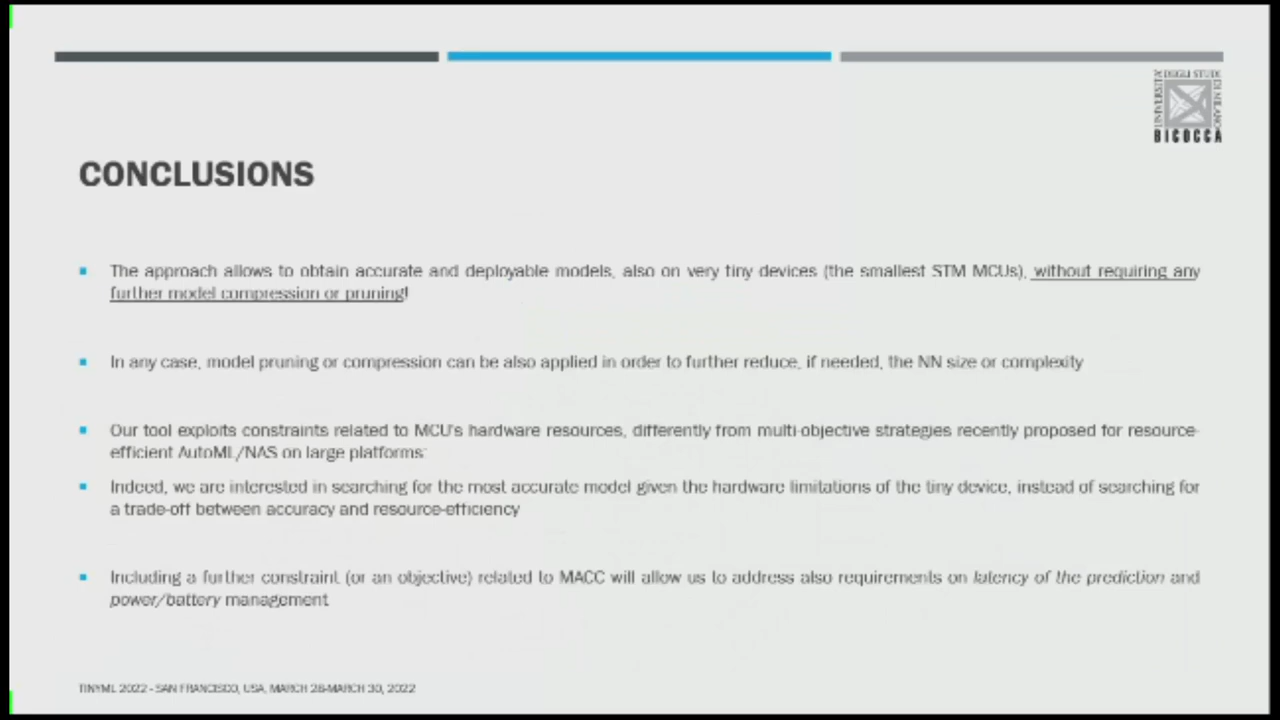 UNIVERSITÀ DEGLI STUDI DI MILANO
BICOCCA
CONCLUSIONS
The approach allows to obtain accurate and deployable models, also on very tiny devices (the smallest STM MCUs), without requiring any
further model compression or pruning!
In any case, model pruning or compression can be also applied in order to further reduce, if needed, the NN size or complexity
Our tool exploits constraints related to MCU's hardware resources, differently from multi-objective strategies recently proposed for resource-
efficient AutoML/NAS on large platforms
Indeed, we are interested in searching for the most accurate model given the hardware limitations of the tiny device, instead of searching for
a trade-off between accuracy and resource-efficiency
Including a further constraint (or an objective) related to MACC will allow us to address also requirements on latency of the prediction and
power/battery management
TINYML 2022 - SAN FRANCISCO, USA, MARCH 28-MARCH 30, 2022